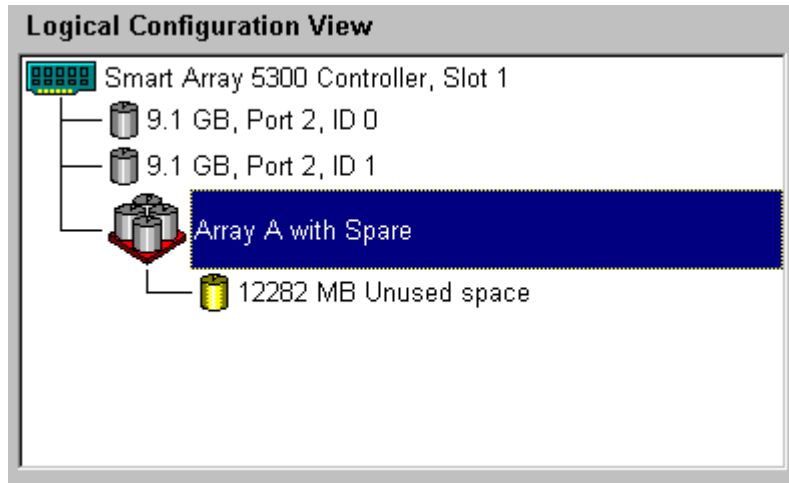 Logical Configuration View
Smart Array 5300 Controller, Slot 1
9.1 GB, Port 2, ID 0
9.1 GB, Port 2, ID 1
Array A with Spare
12282 MB Unused space